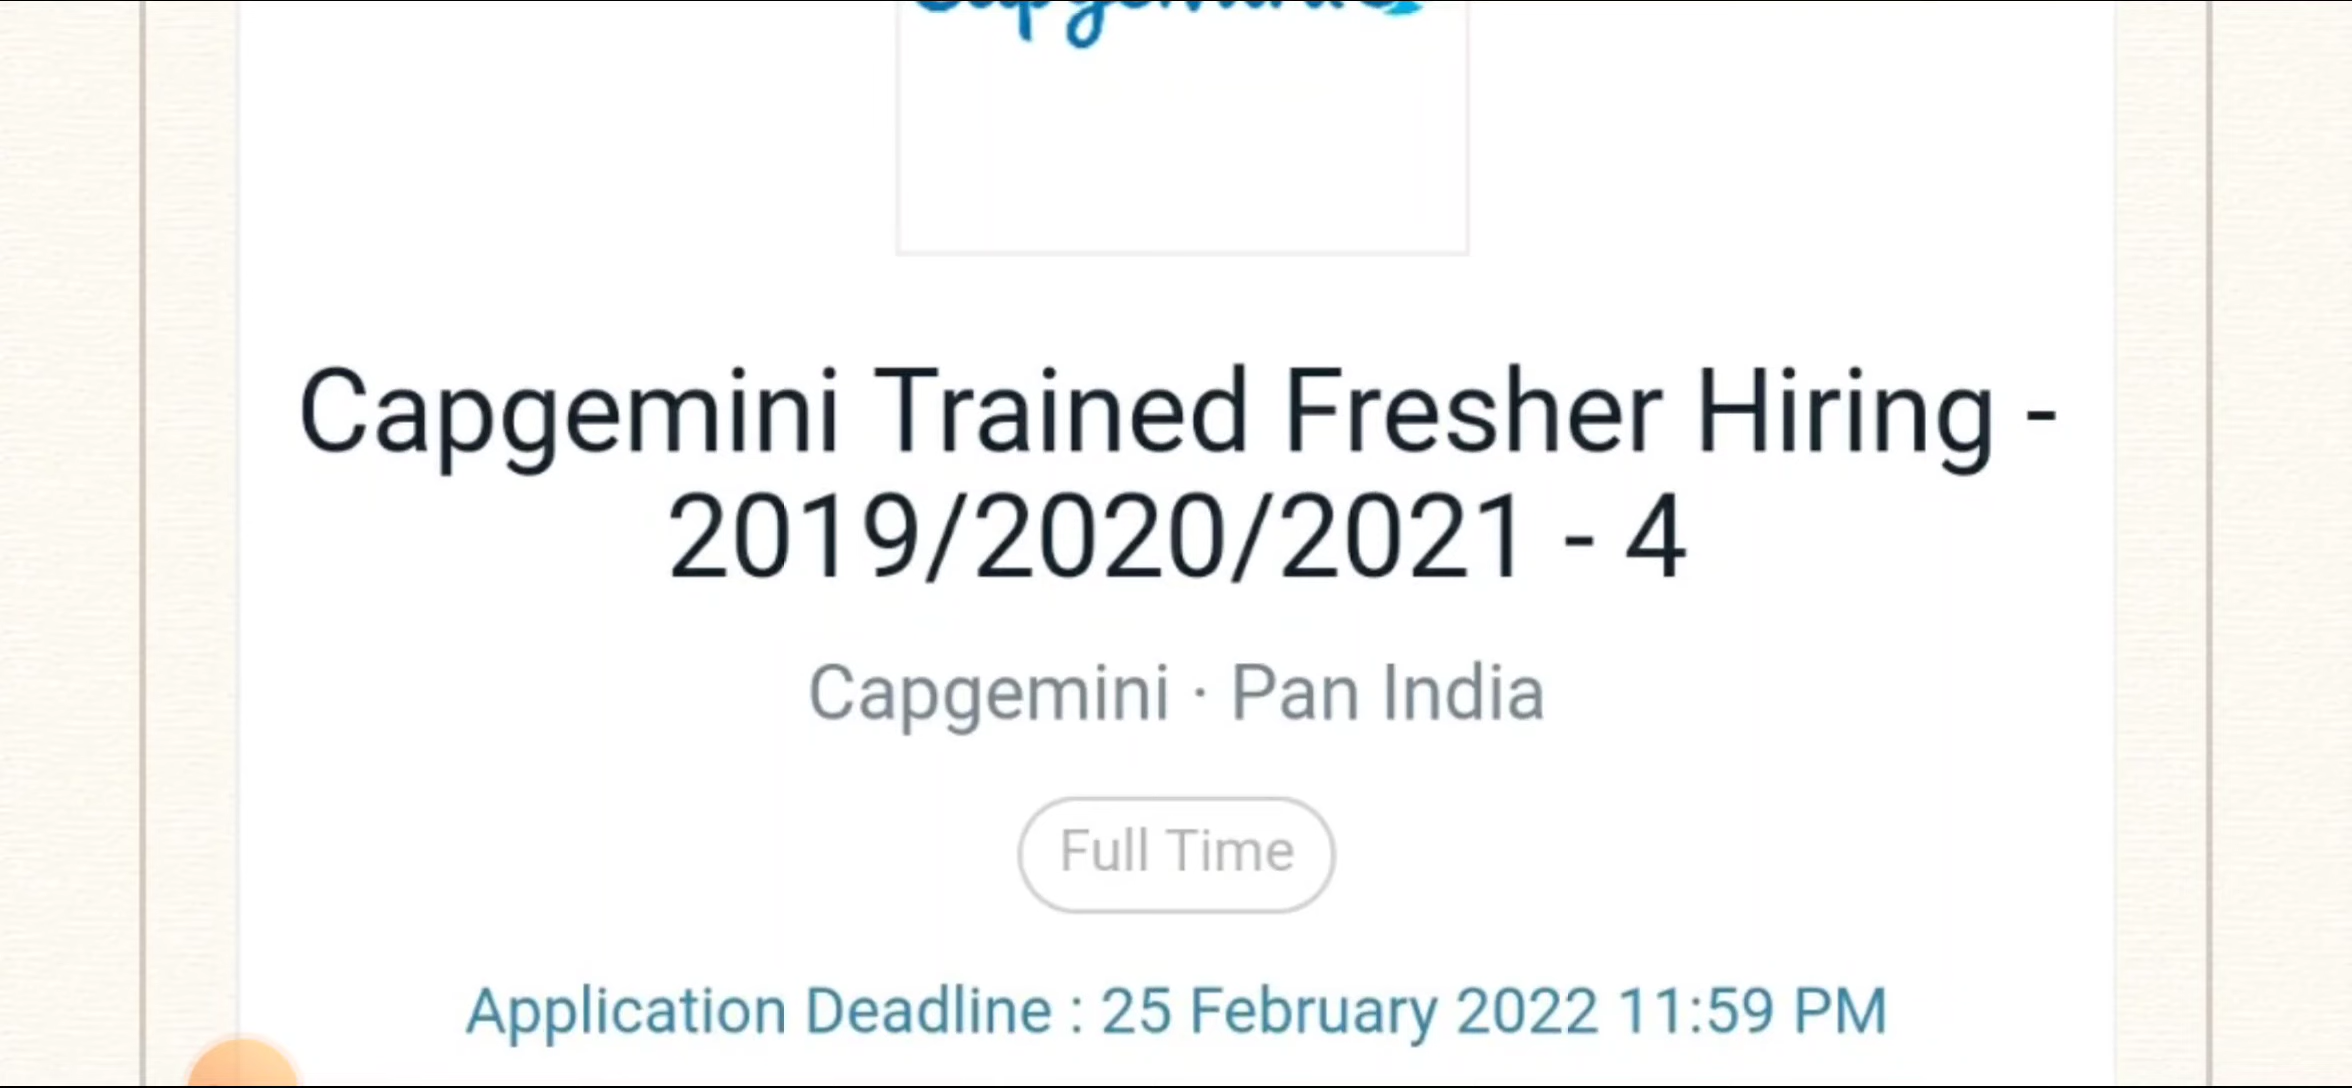 Capgemini
Capgemini Trained Fresher Hiring -
2019/2020/2021 - 4
Capgemini · Pan India
Full Time
Application Deadline : 25 February 2022 11:59 PM